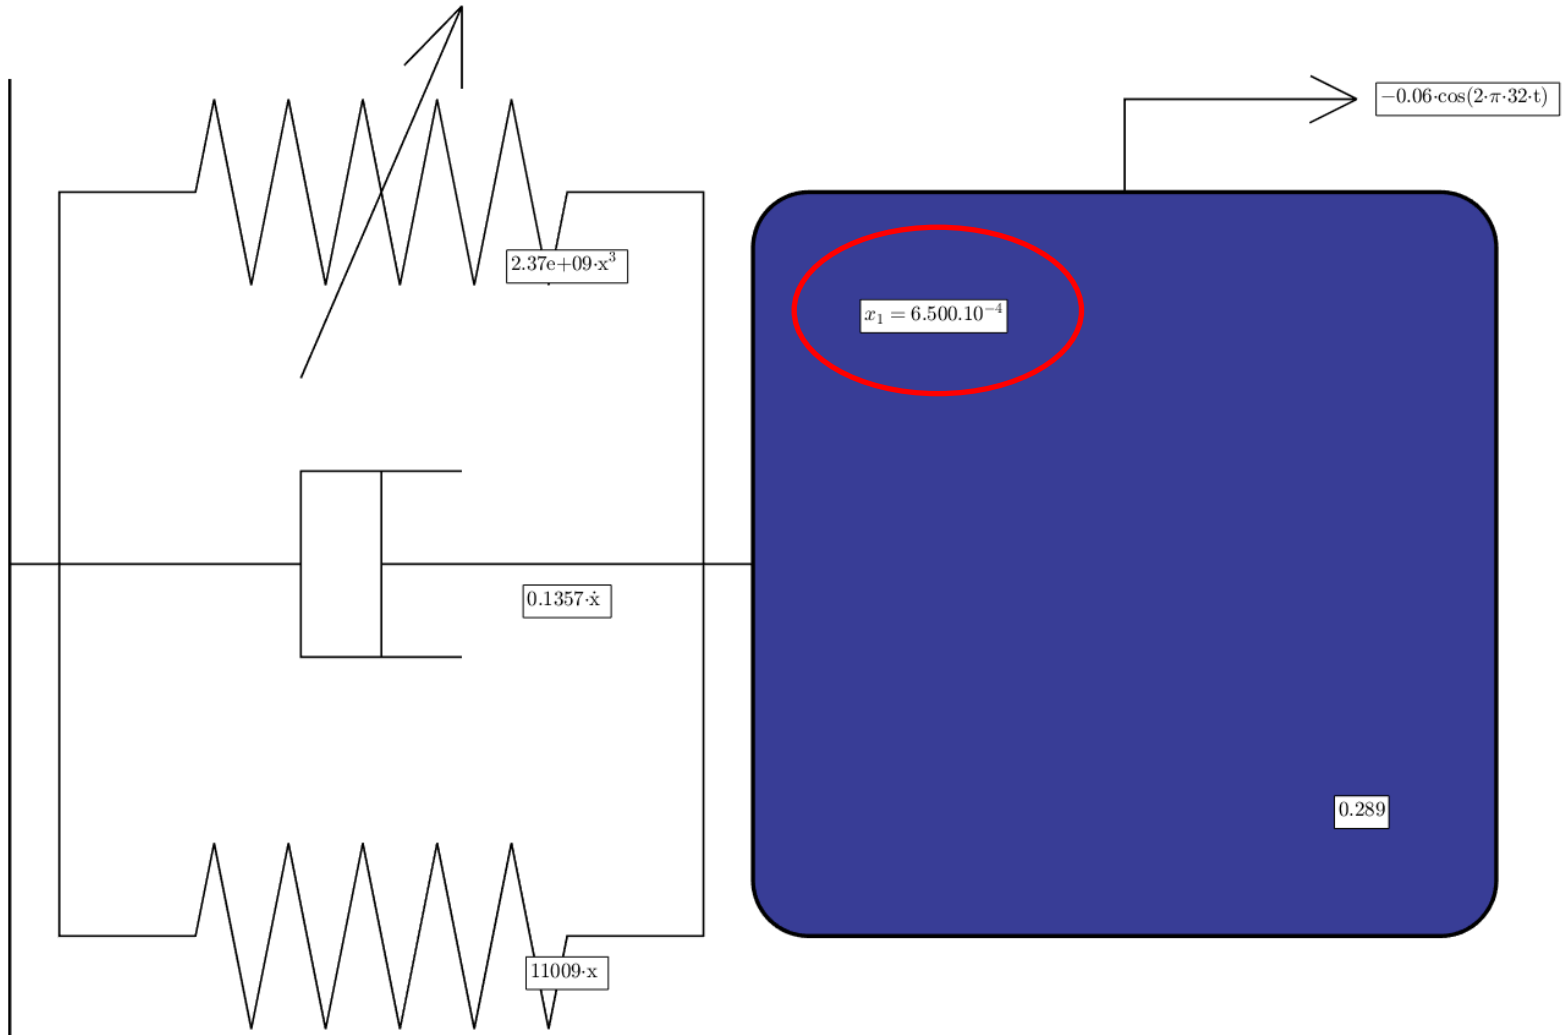 −0.06·cos(2·π·32·t)
2.37e+09·x³
x₁ = 6.500.10⁻⁴
0.1357·ẋ
0.289
11009·x